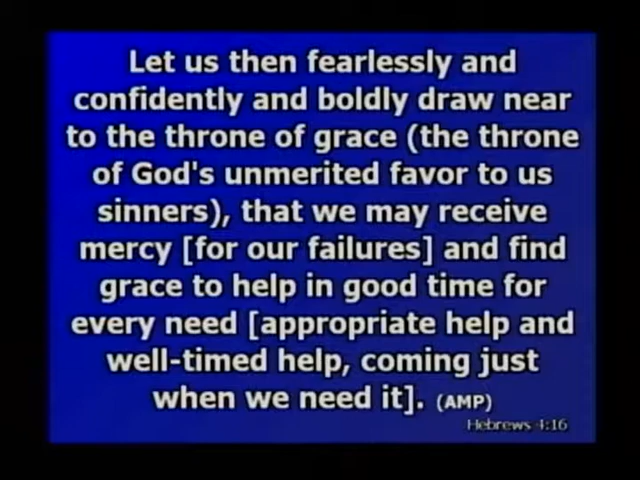 Let us then fearlessly and
confidently and boldly draw near
to the throne of grace (the throne
of God's unmerited favor to us
sinners), that we may receive
mercy [for our failures] and find
grace to help in good time for
every need [appropriate help and
well-timed help, coming just
when we need it]. (AMP)
Hebrews 4:16